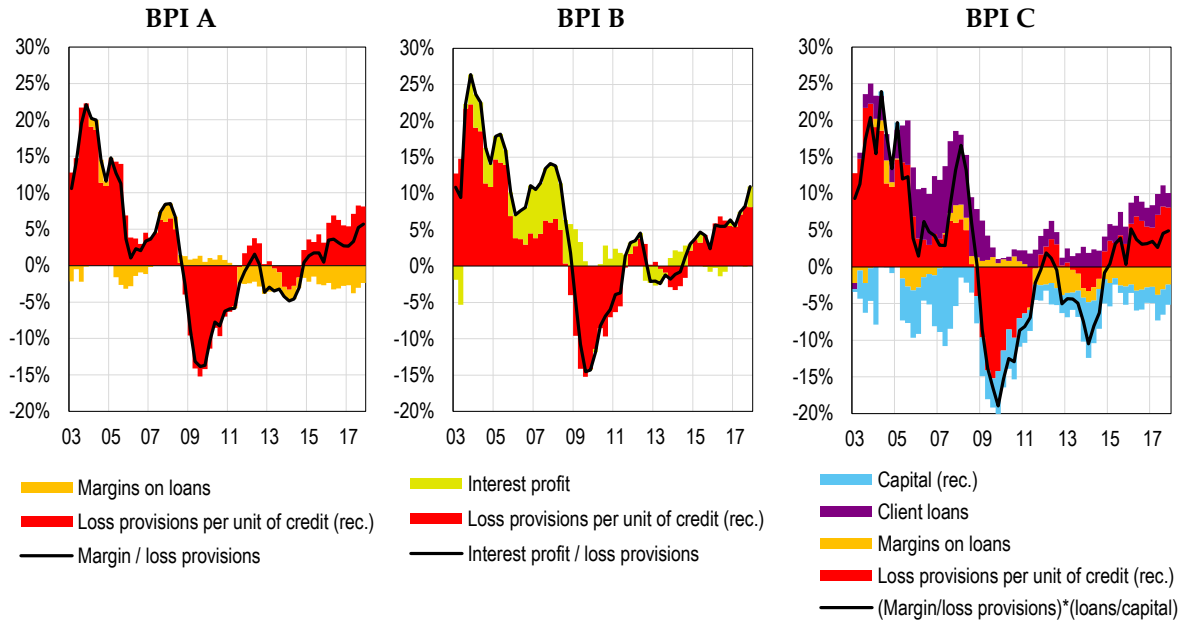 BPI A
30%
25%
20%
15%
10%
5%
0%
-5%
-10%
-15%
-20%
03 05 07 09 11 13 15 17
Margins on loans
Loss provisions per unit of credit (rec.)
Margin / loss provisions
BPI B
30%
25%
20%
15%
10%
5%
0%
-5%
-10%
-15%
-20%
03 05 07 09 11 13 15 17
Interest profit
Loss provisions per unit of credit (rec.)
Interest profit / loss provisions
BPI C
30%
25%
20%
15%
10%
5%
0%
-5%
-10%
-15%
-20%
03 05 07 09 11 13 15 17
Capital (rec.)
Client loans
Margins on loans
Loss provisions per unit of credit (rec.)
(Margin/loss provisions)*(loans/capital)